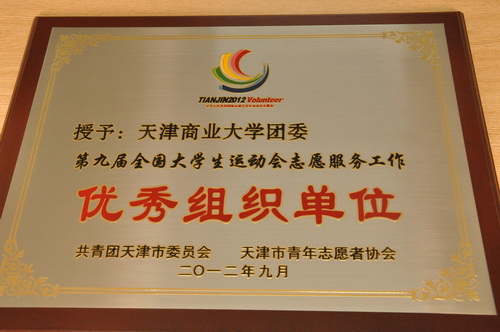 TIANJIN2012 Volunteer
授予：天津商业大学团委
第九届全国大学生运动会志愿服务工作
优秀组织单位
共青团天津市委员会 天津市青年志愿者协会
二〇一二年九月